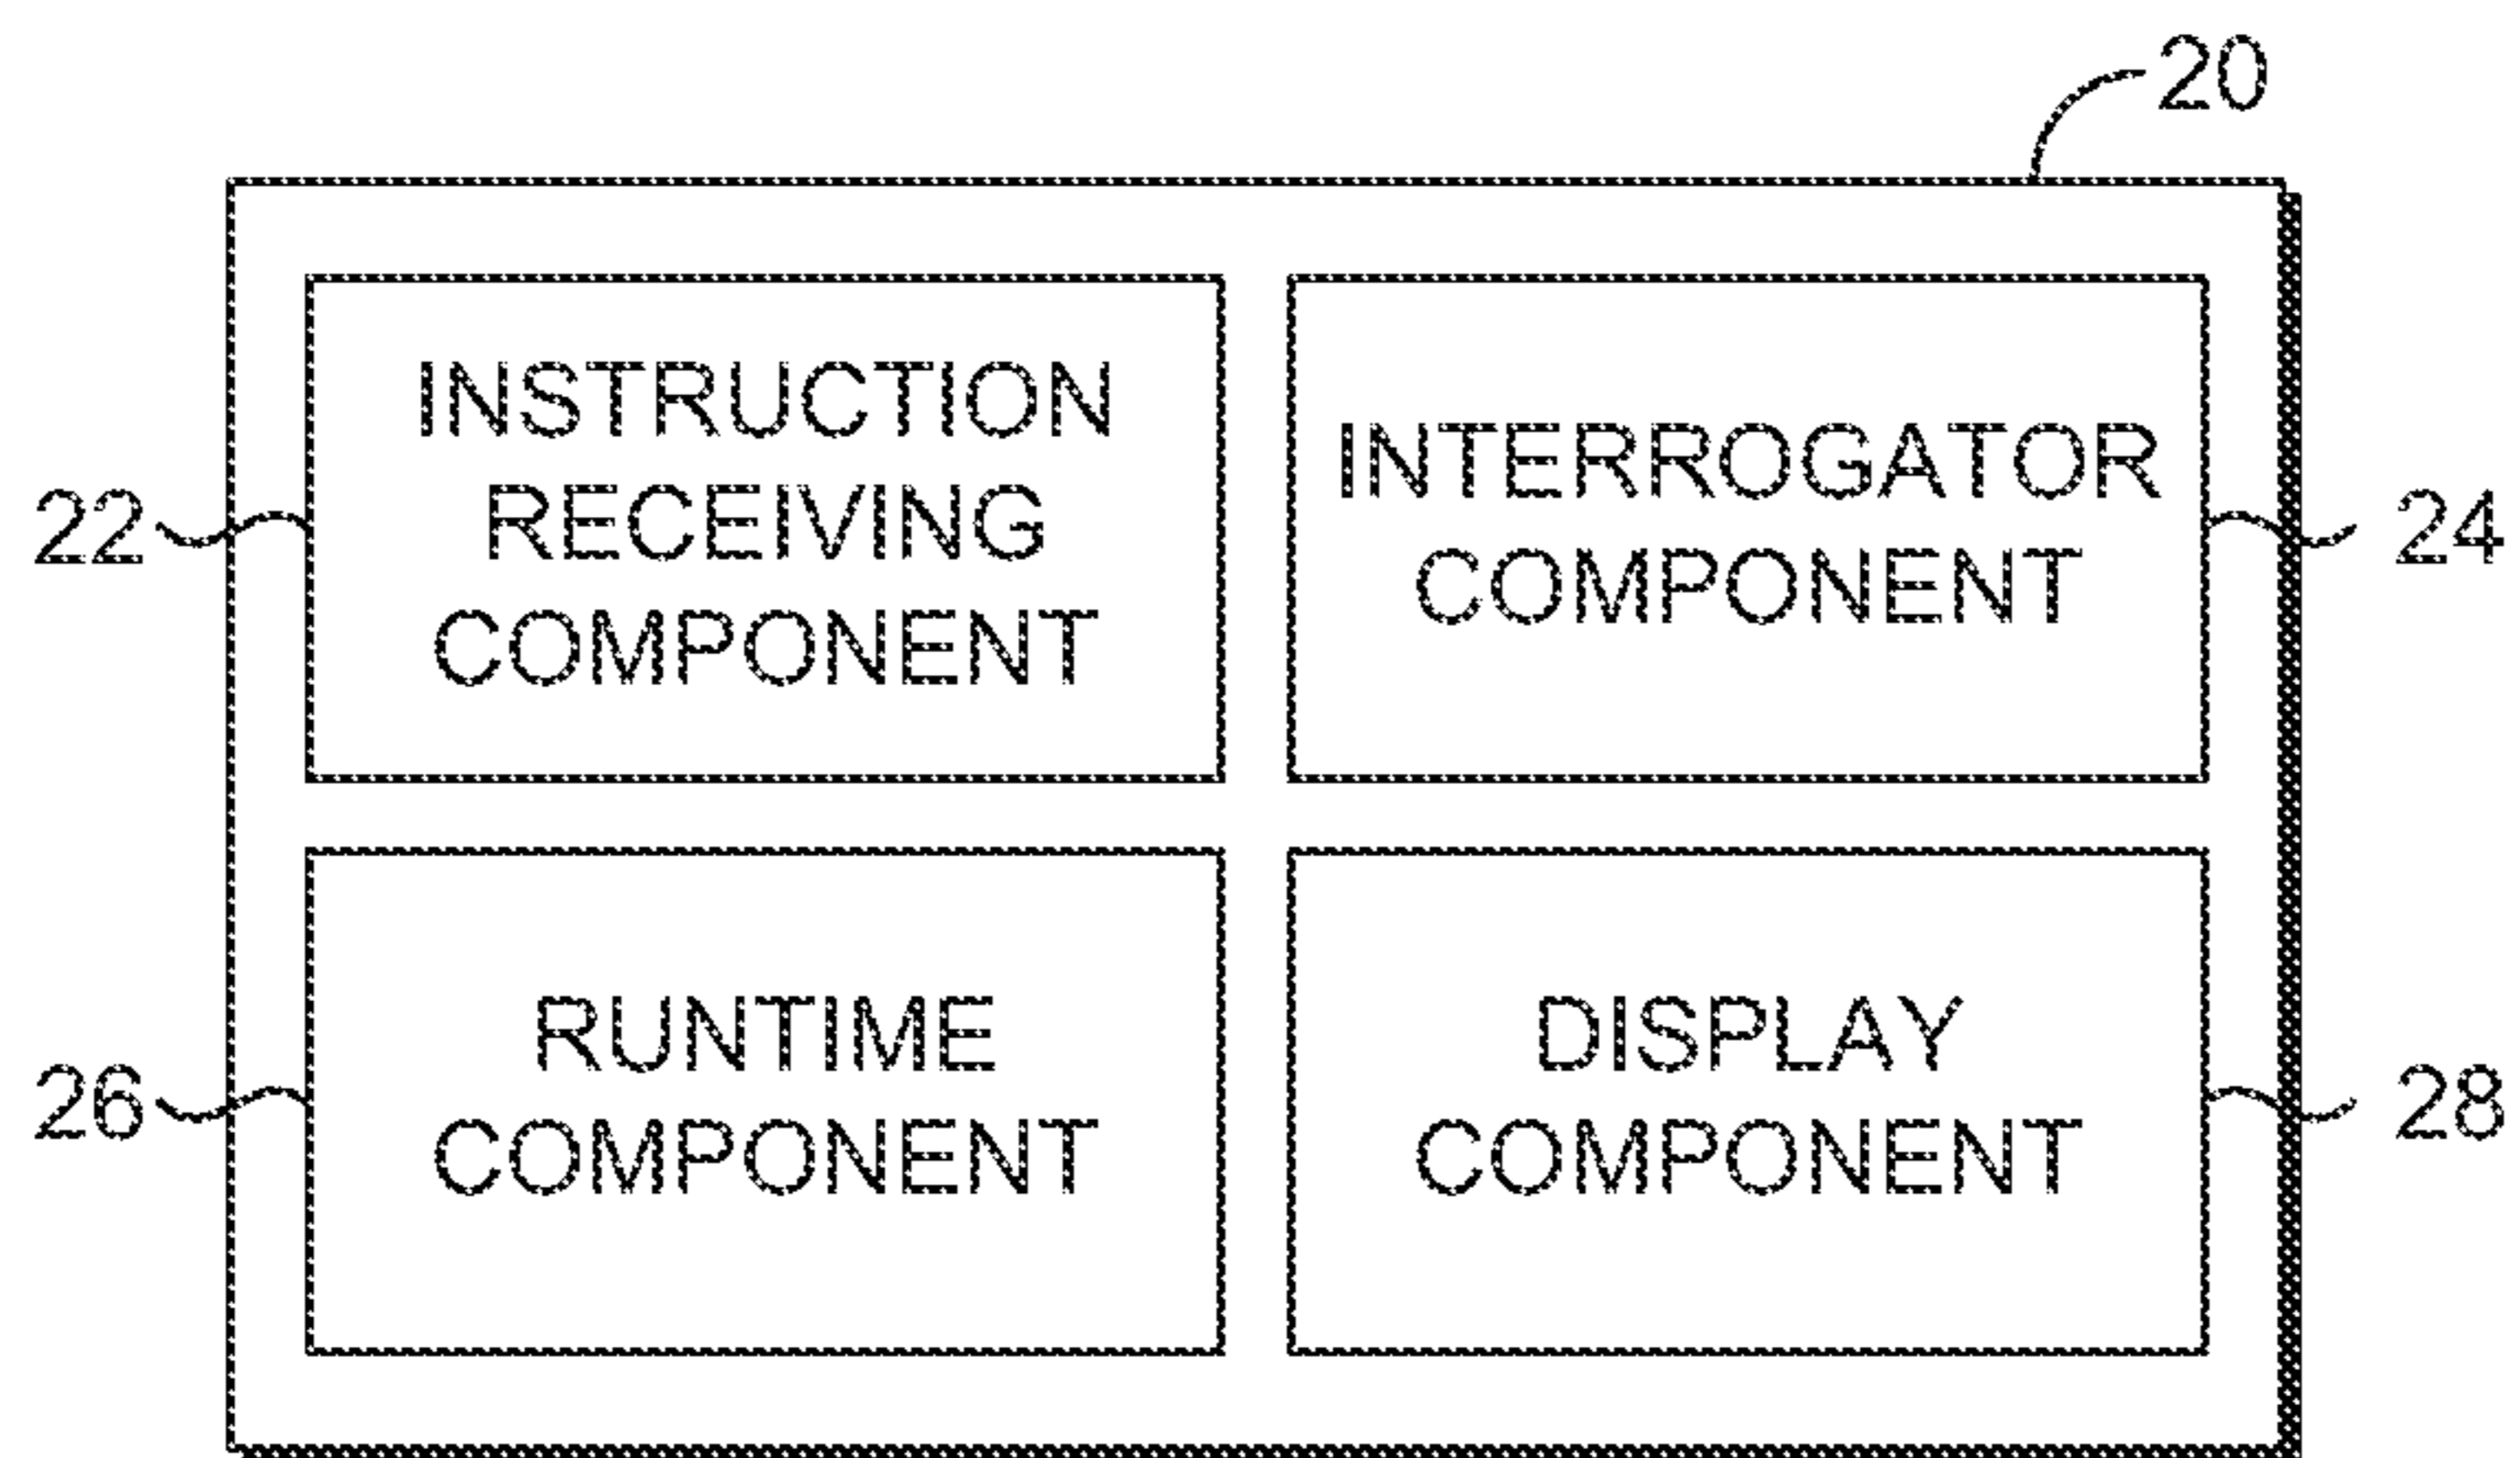 20
INSTRUCTION
RECEIVING
COMPONENT
22
INTERROGATOR
COMPONENT
24
RUNTIME
COMPONENT
26
DISPLAY
COMPONENT
28